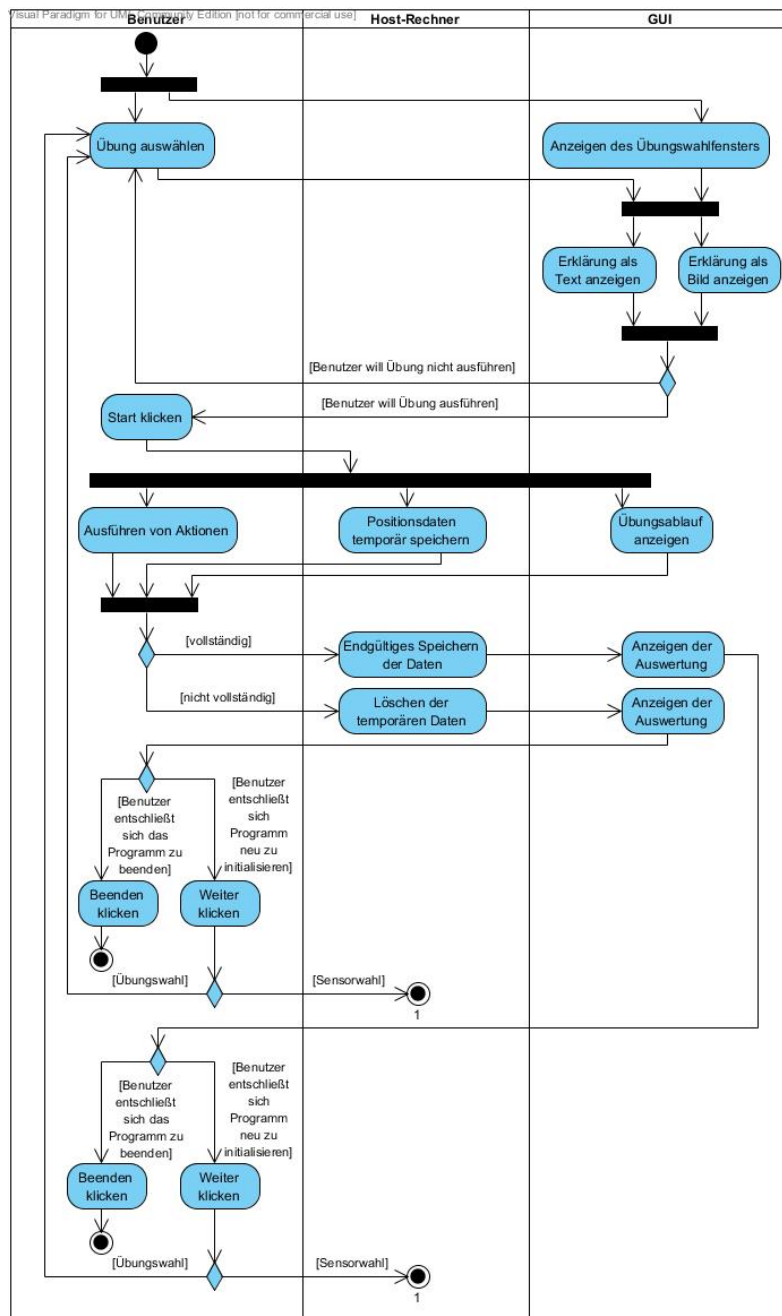 Visual Paradigm for UML Community Edition [not for commercial use]
Benutzer
Host-Rechner
GUI
Übung auswählen
Anzeigen des Übungswahlfensters
Erklärung als
Text anzeigen
Erklärung als
Bild anzeigen
[Benutzer will Übung nicht ausführen]
[Benutzer will Übung ausführen]
Start klicken
Ausführen von Aktionen
Positionsdaten
temporär speichern
Übungsablauf
anzeigen
[vollständig]
Endgültiges Speichern
der Daten
Anzeigen der
Auswertung
[nicht vollständig]
Löschen der
temporären Daten
Anzeigen der
Auswertung
[Benutzer
entschließt
sich das
Programm zu
beenden]
[Benutzer
entschließt
sich
Programm
neu zu
initialisieren]
Beenden
klicken
Weiter
klicken
[Übungswahl]
[Sensorwahl]
1
[Benutzer
entschließt
sich das
Programm zu
beenden]
[Benutzer
entschließt
sich
Programm
neu zu
initialisieren]
Beenden
klicken
Weiter
klicken
[Übungswahl]
[Sensorwahl]
1